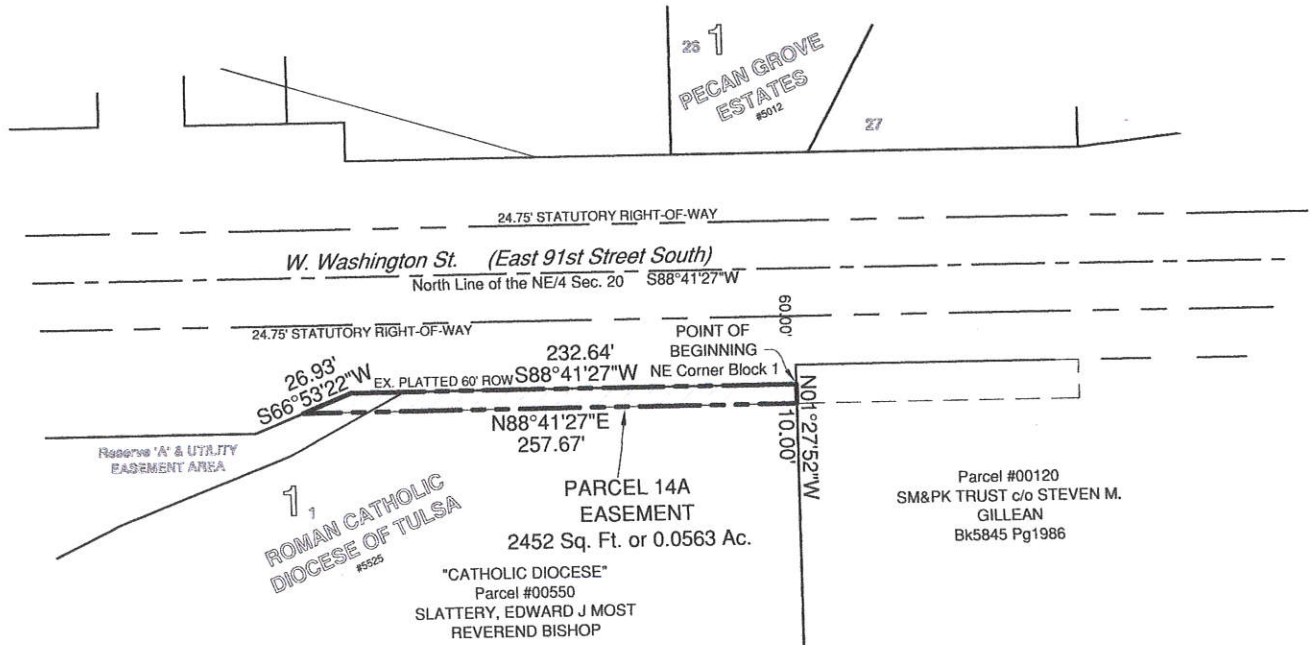 26 1
PECAN GROVE
ESTATES
#5012
27
24.75' STATUTORY RIGHT-OF-WAY
W. Washington St. (East 91st Street South)
North Line of the NE/4 Sec. 20 S88°41'27"W
24.75' STATUTORY RIGHT-OF-WAY
60.00'
POINT OF
BEGINNING
NE Corner Block 1
26.93'
S66°53'22"W
EX. PLATTED 60' ROW
232.64'
S88°41'27"W
N88°41'27"E
257.67'
N01°27'52"W
10.00'
Reserve 'A' & UTILITY
EASEMENT AREA
1 1
ROMAN CATHOLIC
DIOCESE OF TULSA
#5525
PARCEL 14A
EASEMENT
2452 Sq. Ft. or 0.0563 Ac.
"CATHOLIC DIOCESE"
Parcel #00550
SLATTERY, EDWARD J MOST
REVEREND BISHOP
Parcel #00120
SM&PK TRUST c/o STEVEN M.
GILLEAN
Bk5845 Pg1986